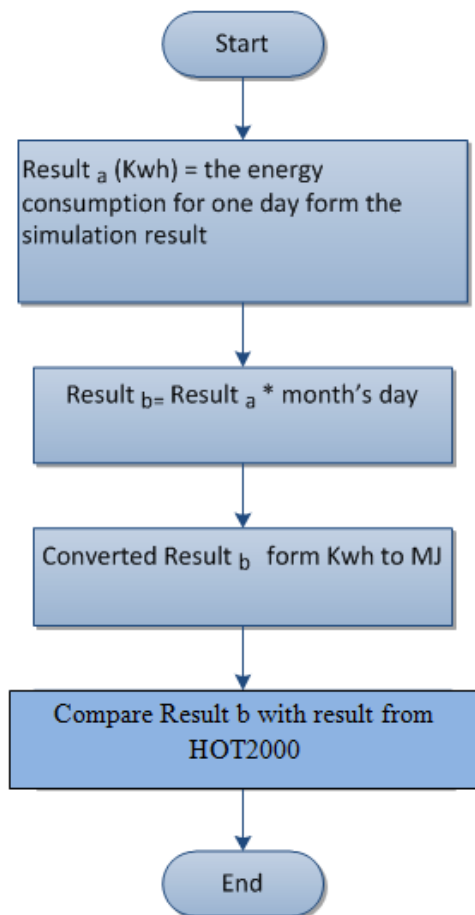 Start
Result a (Kwh) = the energy
consumption for one day form the
simulation result
Result b= Result a * month's day
Converted Result b form Kwh to MJ
Compare Result b with result from
HOT2000
End